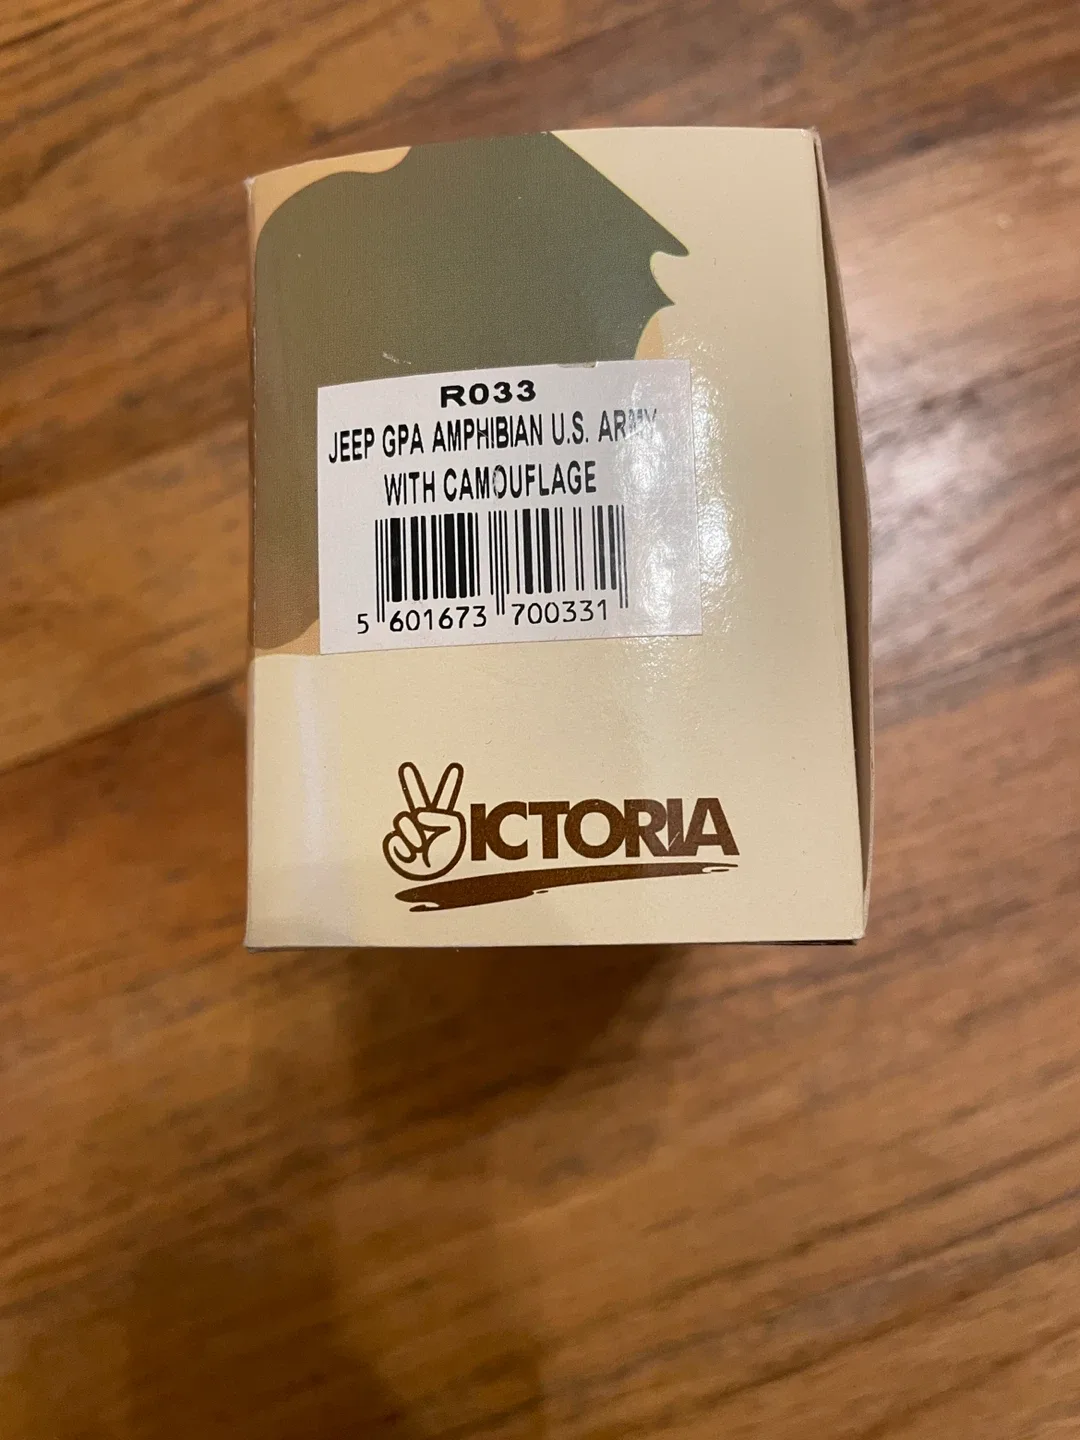 R033
JEEP GPA AMPHIBIAN U.S. ARMY
WITH CAMOUFLAGE
5 601673 700331
VICTORIA